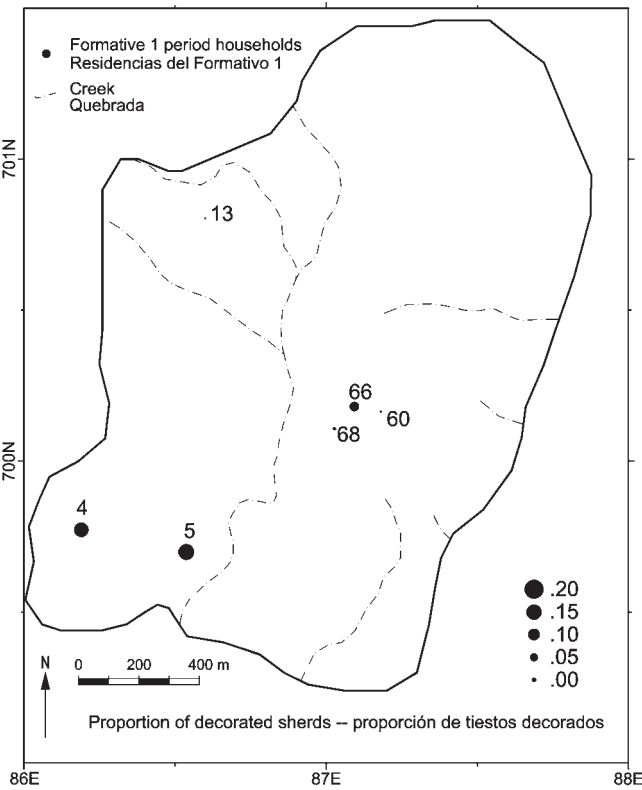 Formative 1 period households
Residencias del Formativo 1
Creek
Quebrada
701N
13
66
60
68
700N
4
5
.20
.15
.10
.05
.00
N
0 200 400 m
Proportion of decorated sherds -- proporción de tiestos decorados
86E 87E 88E